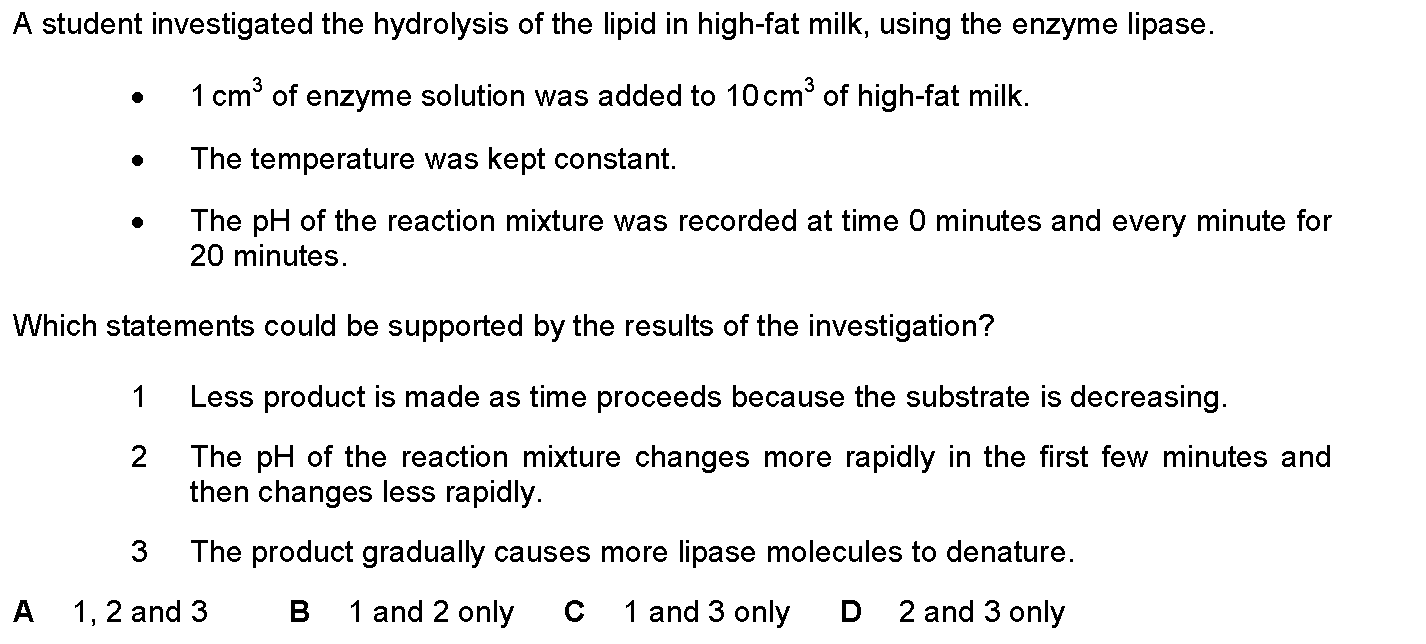 A student investigated the hydrolysis of the lipid in high-fat milk, using the enzyme lipase.
• 1 cm³ of enzyme solution was added to 10 cm³ of high-fat milk.
• The temperature was kept constant.
• The pH of the reaction mixture was recorded at time 0 minutes and every minute for
20 minutes.
Which statements could be supported by the results of the investigation?
1 Less product is made as time proceeds because the substrate is decreasing.
2 The pH of the reaction mixture changes more rapidly in the first few minutes and
then changes less rapidly.
3 The product gradually causes more lipase molecules to denature.
A 1, 2 and 3 B 1 and 2 only C 1 and 3 only D 2 and 3 only